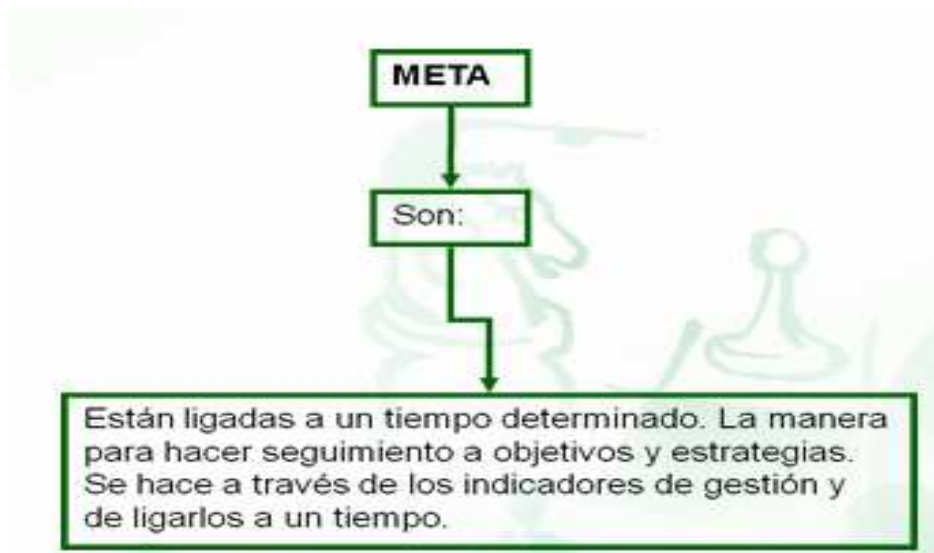 META
Son:
Están ligadas a un tiempo determinado. La manera
para hacer seguimiento a objetivos y estrategias.
Se hace a través de los indicadores de gestión y
de ligarlos a un tiempo.